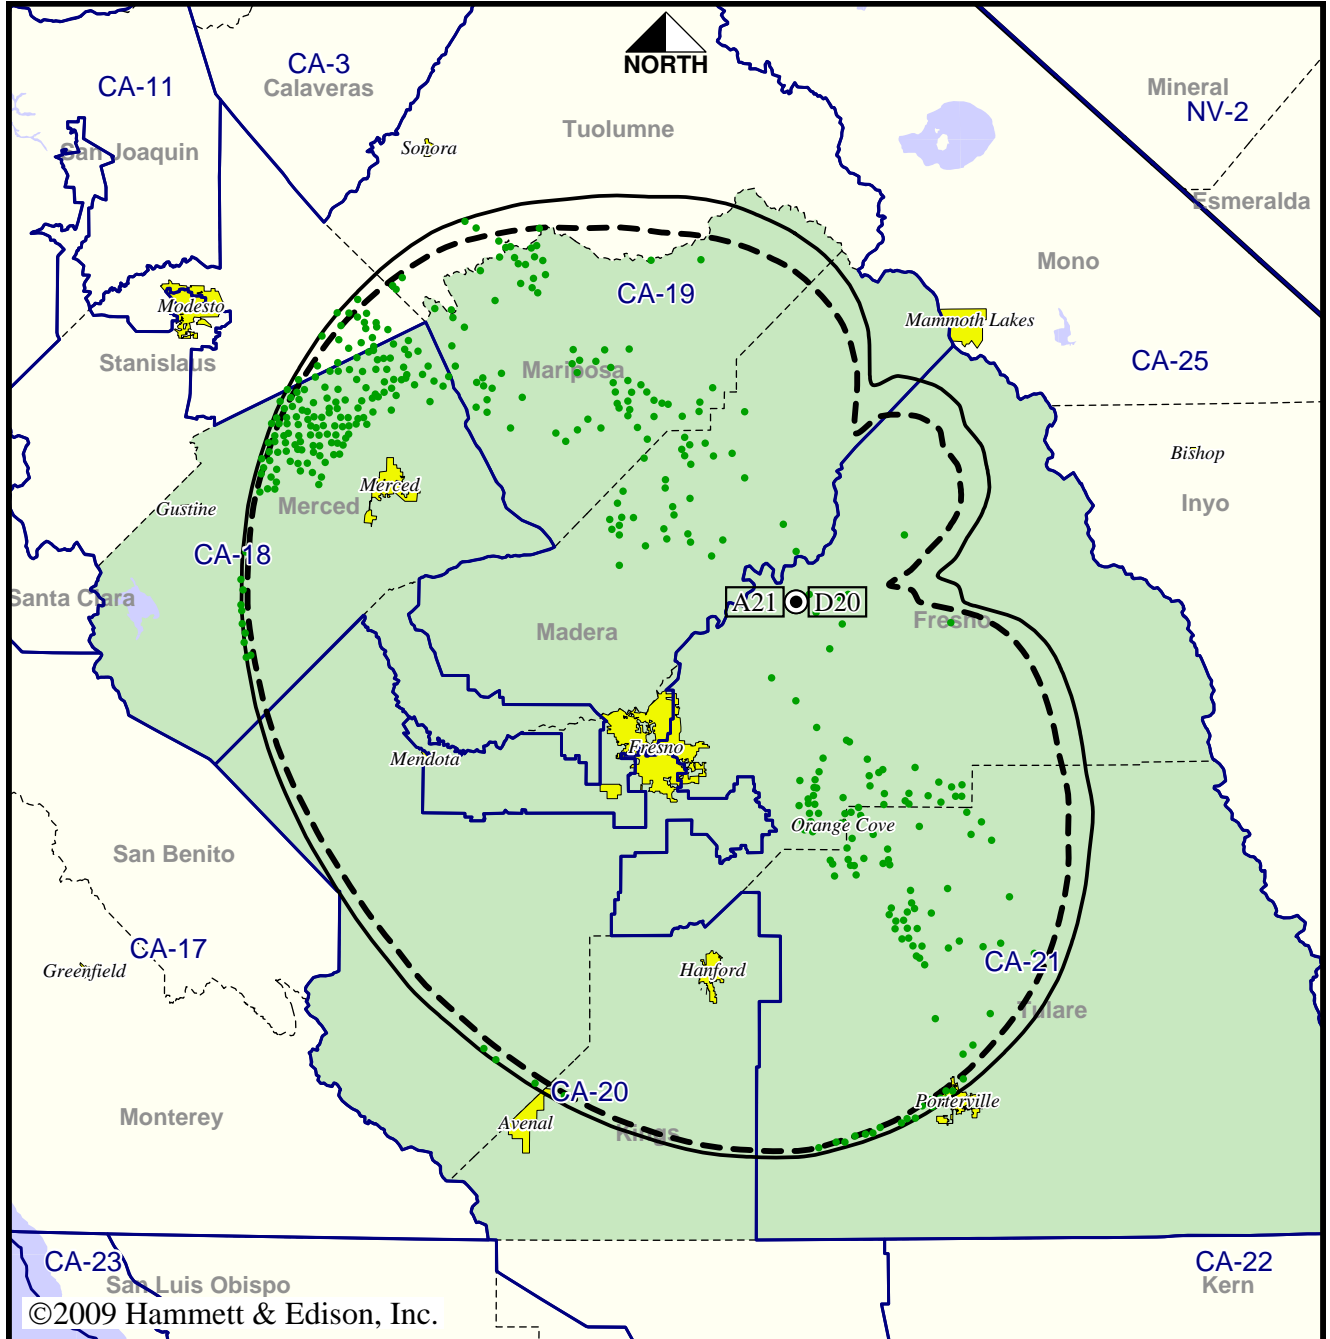 CA-3
Calaveras
NORTH
CA-11
Mineral
NV-2
Tuolumne
Sonora
San Joaquin
Esmeralda
Mono
CA-19
Modesto
Mammoth Lakes
Stanislaus
Mariposa
CA-25
Bishop
Merced
Gustine
Merced
Inyo
CA-18
Santa Clara
A21
D20
Madera
Fresno
Fresno
Mendota
Orange Cove
San Benito
CA-17
Greenfield
Hanford
CA-21
Tulare
CA-20
Monterey
Avenal
Porterville
Kings
CA-23
San Luis Obispo
CA-22
Kern
©2009 Hammett & Edison, Inc.